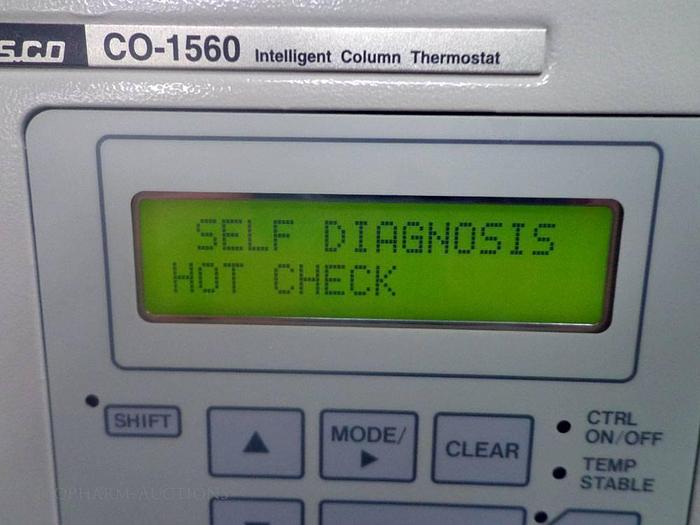 CO-1560 Intelligent Column Thermostat
SELF DIAGNOSIS
HOT CHECK
SHIFT
▲
MODE/
▶
CLEAR
CTRL
ON/OFF
TEMP
STABLE